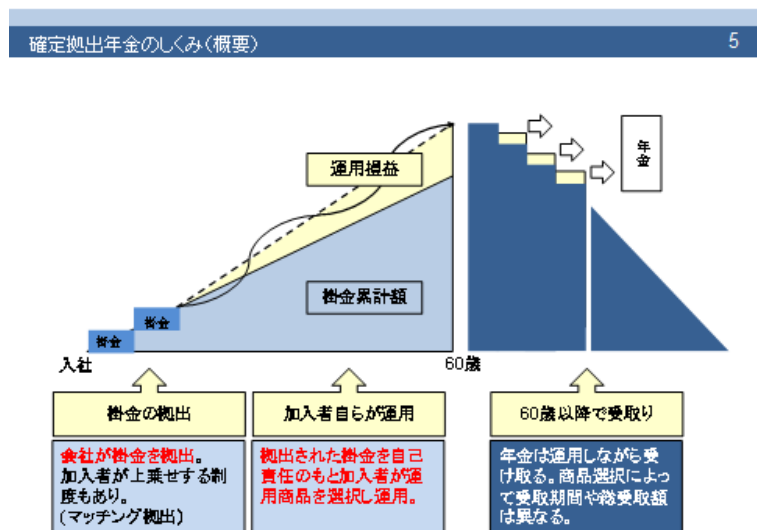 確定拠出年金のしくみ（概要）
5
年金
運用損益
掛金累計額
掛金
掛金
入社
60歳
掛金の拠出
加入者自らが運用
60歳以降で受取り
会社が掛金を拠出。
加入者が上乗せする制
度もあり。
(マッチング拠出)
拠出された掛金を自己
責任のもと加入者が運
用商品を選択し運用。
年金は運用しながら受
け取る。商品選択によっ
て受取期間や総受取額
は異なる。